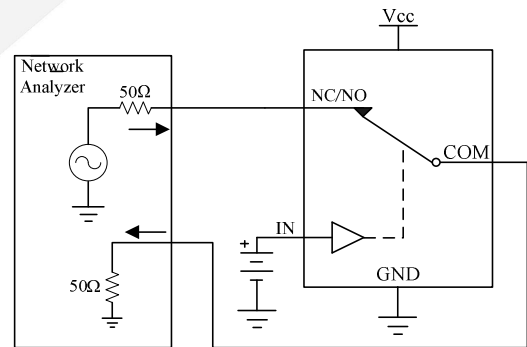 Vcc
Network
Analyzer
50Ω
NC/NO
COM
IN
+
50Ω
GND